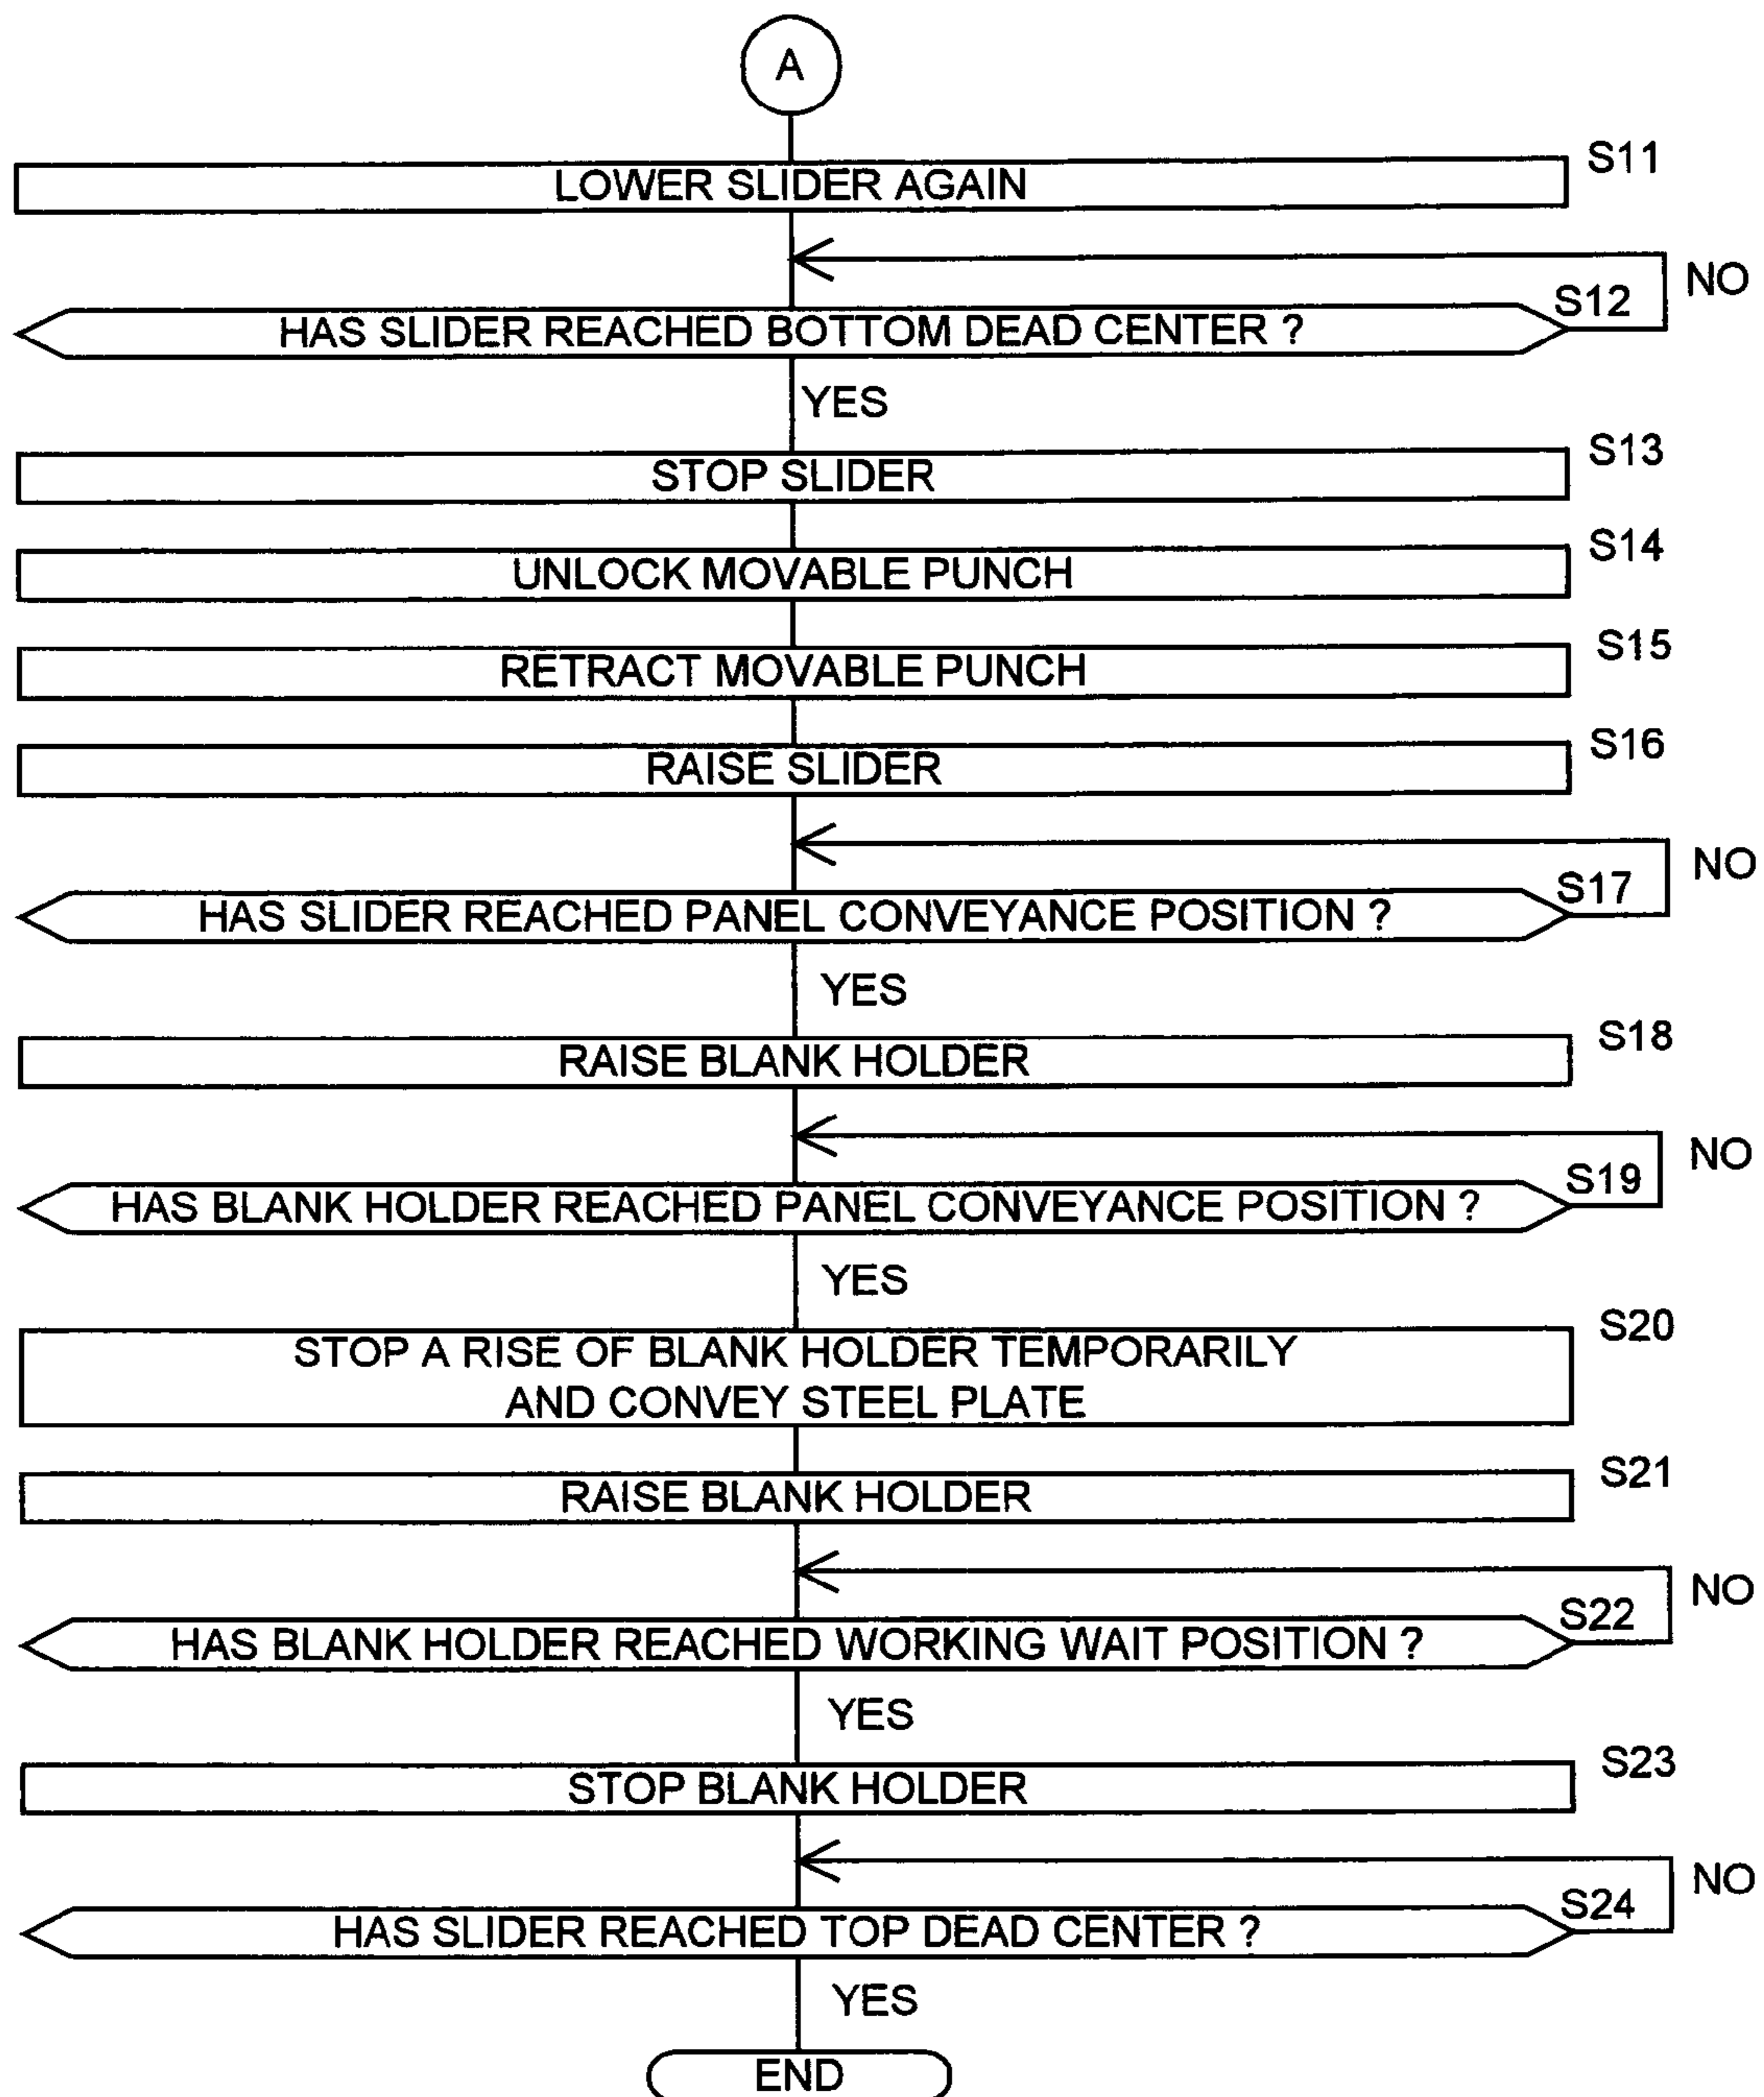 A
S11
LOWER SLIDER AGAIN
NO
S12
HAS SLIDER REACHED BOTTOM DEAD CENTER ?
YES
S13
STOP SLIDER
S14
UNLOCK MOVABLE PUNCH
S15
RETRACT MOVABLE PUNCH
S16
RAISE SLIDER
NO
S17
HAS SLIDER REACHED PANEL CONVEYANCE POSITION ?
YES
S18
RAISE BLANK HOLDER
NO
S19
HAS BLANK HOLDER REACHED PANEL CONVEYANCE POSITION ?
YES
S20
STOP A RISE OF BLANK HOLDER TEMPORARILY
AND CONVEY STEEL PLATE
S21
RAISE BLANK HOLDER
NO
S22
HAS BLANK HOLDER REACHED WORKING WAIT POSITION ?
YES
S23
STOP BLANK HOLDER
NO
S24
HAS SLIDER REACHED TOP DEAD CENTER ?
YES
END